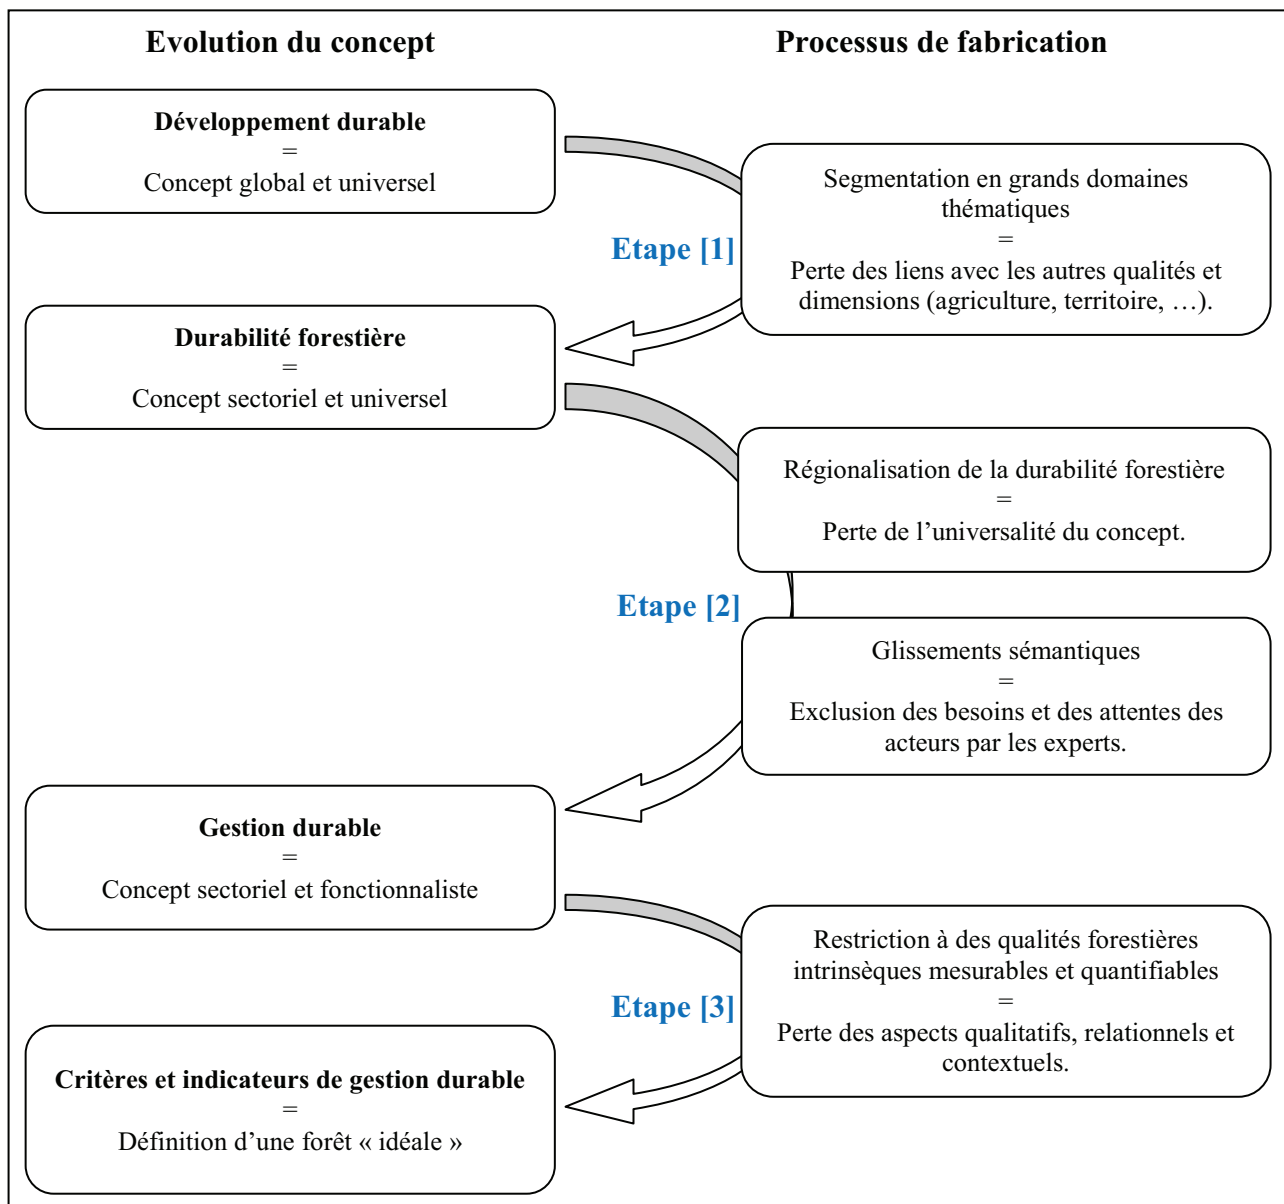 Evolution du concept
Processus de fabrication
Développement durable
=
Concept global et universel
Segmentation en grands domaines
thématiques
=
Perte des liens avec les autres qualités et
dimensions (agriculture, territoire, …).
Etape [1]
Durabilité forestière
=
Concept sectoriel et universel
Régionalisation de la durabilité forestière
=
Perte de l’universalité du concept.
Etape [2]
Glissements sémantiques
=
Exclusion des besoins et des attentes des
acteurs par les experts.
Gestion durable
=
Concept sectoriel et fonctionnaliste
Restriction à des qualités forestières
intrinsèques mesurables et quantifiables
=
Perte des aspects qualitatifs, relationnels et
contextuels.
Etape [3]
Critères et indicateurs de gestion durable
=
Définition d’une forêt « idéale »